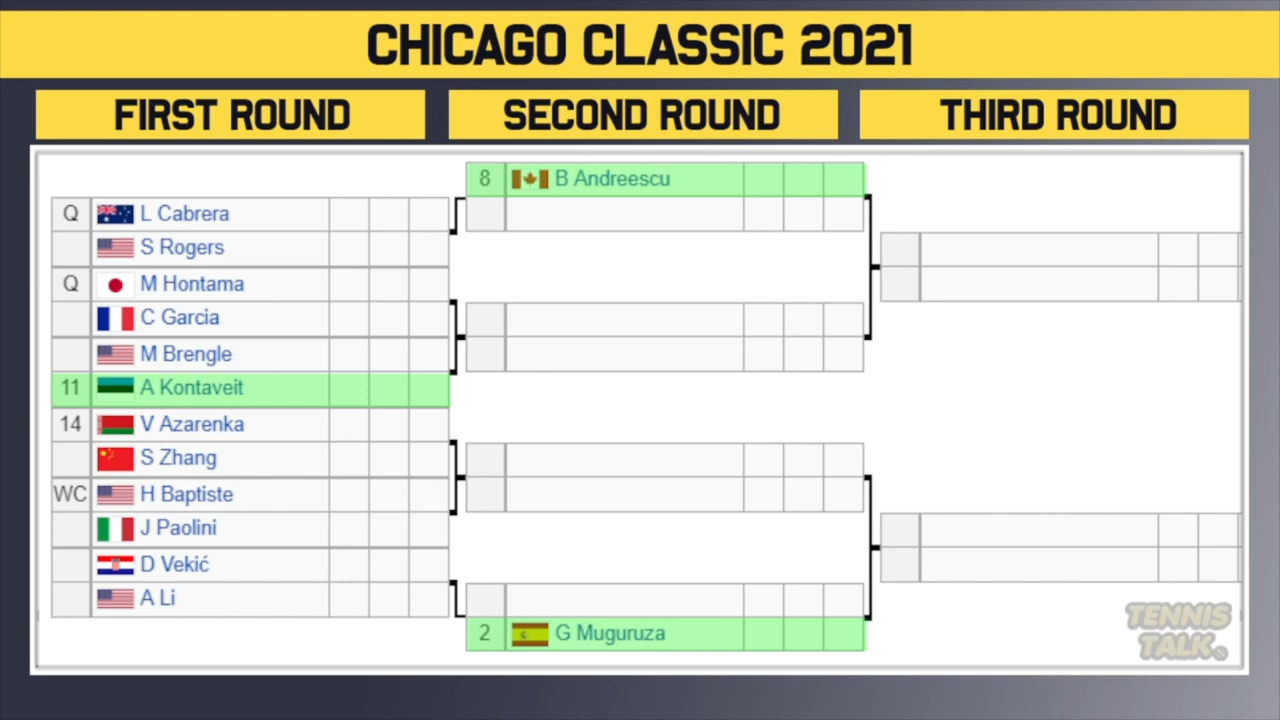 CHICAGO CLASSIC 2021
FIRST ROUND
SECOND ROUND
THIRD ROUND
8 B Andreescu
Q L Cabrera
S Rogers
Q M Hontama
C Garcia
M Brengle
11 A Kontaveit
14 V Azarenka
S Zhang
WC H Baptiste
J Paolini
D Vekić
A Li
2 G Muguruza
TENNIS
TALK